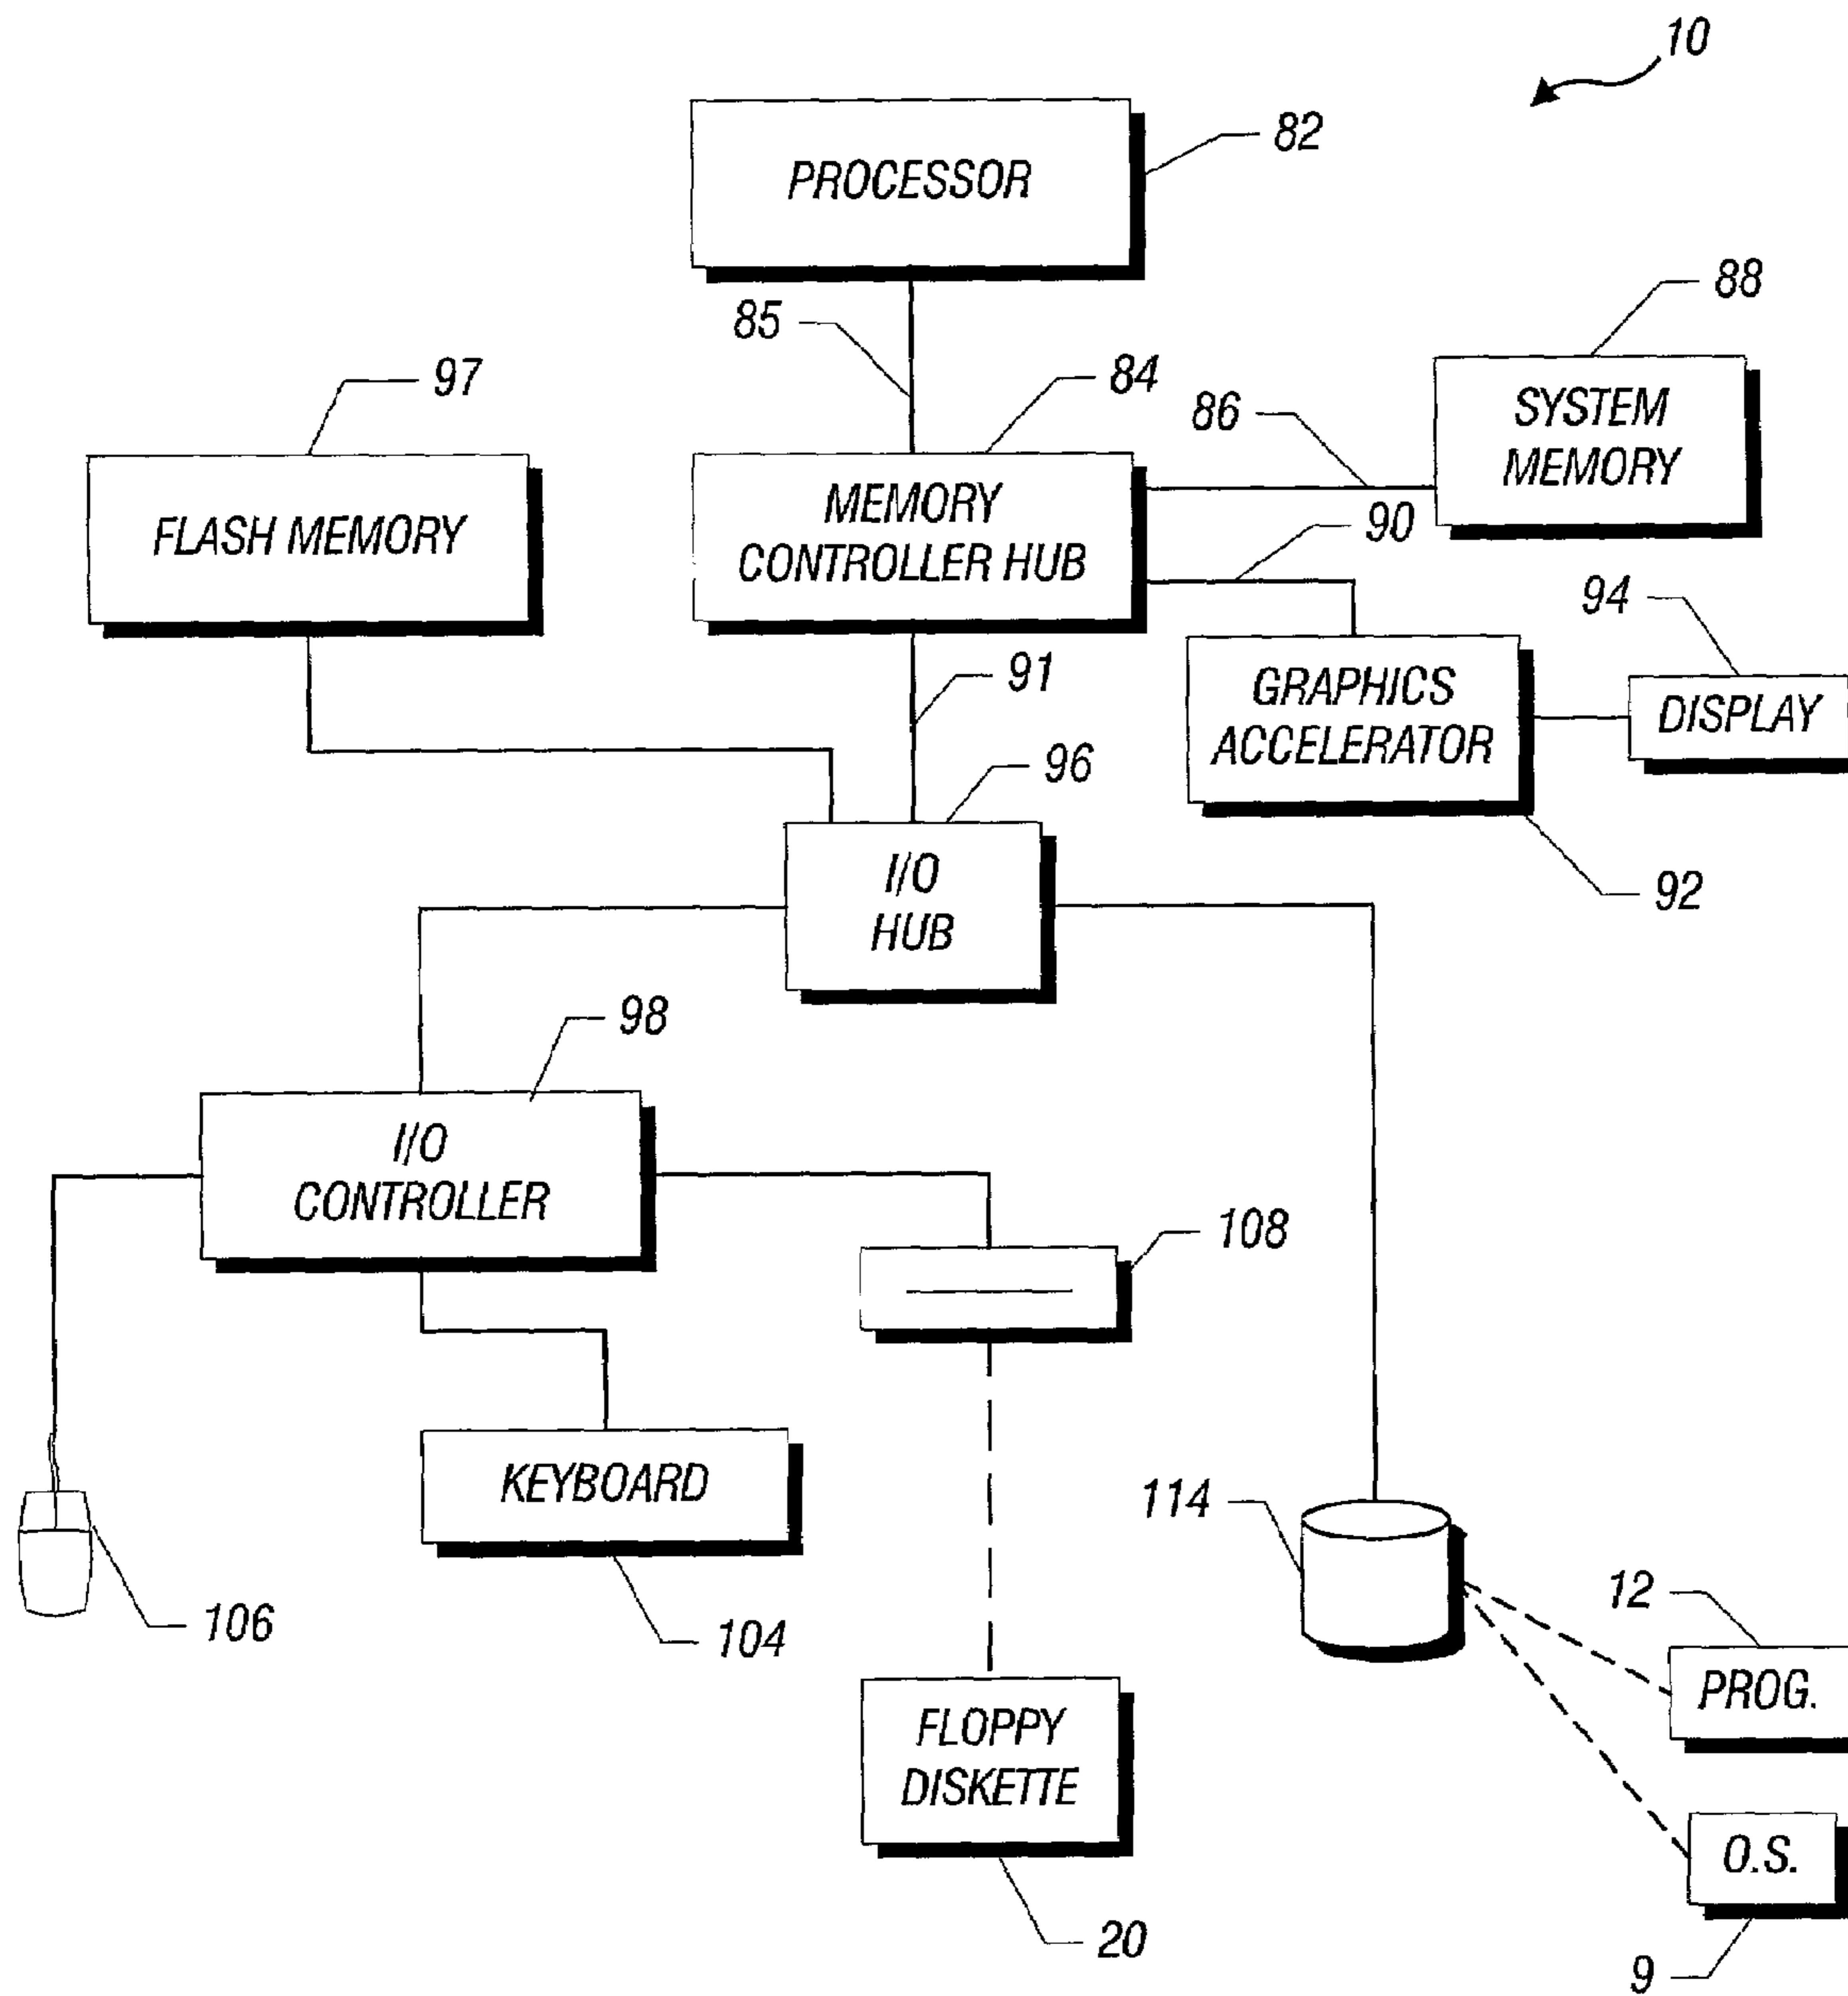 10
PROCESSOR
82
85
88
97
84
86
SYSTEM
MEMORY
FLASH MEMORY
MEMORY
CONTROLLER HUB
90
94
91
GRAPHICS
ACCELERATOR
DISPLAY
96
92
I/O
HUB
98
I/O
CONTROLLER
108
KEYBOARD
114
106
104
12
PROG.
FLOPPY
DISKETTE
O.S.
20
9